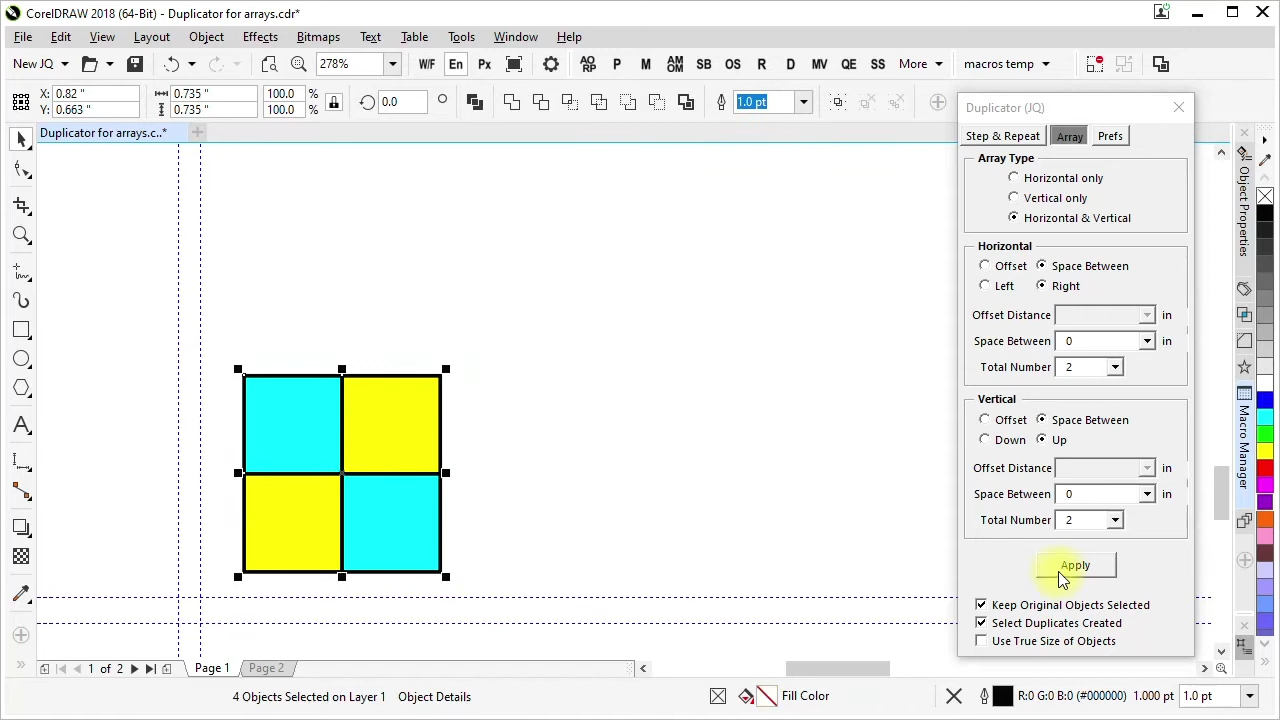 CorelDRAW 2018 (64-Bit) - Duplicator for arrays.cdr*
File Edit View Layout Object Effects Bitmaps Text Table Tools Window Help
New JQ 278% W/F En Px AO RP P M AM OM SB OS R D MV QE SS More macros temp
X: 0.82 " 0.735 " 100.0 % 0.0 ° 1.0 pt
Y: 0.663 " 0.735 " 100.0 %
Duplicator for arrays.c..*
Duplicator (JQ)
Step & Repeat Array Prefs
Array Type
Horizontal only
Vertical only
Horizontal & Vertical
Horizontal
Offset Space Between
Left Right
Offset Distance in
Space Between 0 in
Total Number 2
Vertical
Offset Space Between
Down Up
Offset Distance in
Space Between 0 in
Total Number 2
Apply
Keep Original Objects Selected
Select Duplicates Created
Use True Size of Objects
Object Properties
Macro Manager
1 of 2 Page 1 Page 2
4 Objects Selected on Layer 1 Object Details Fill Color R:0 G:0 B:0 (#000000) 1.000 pt 1.0 pt